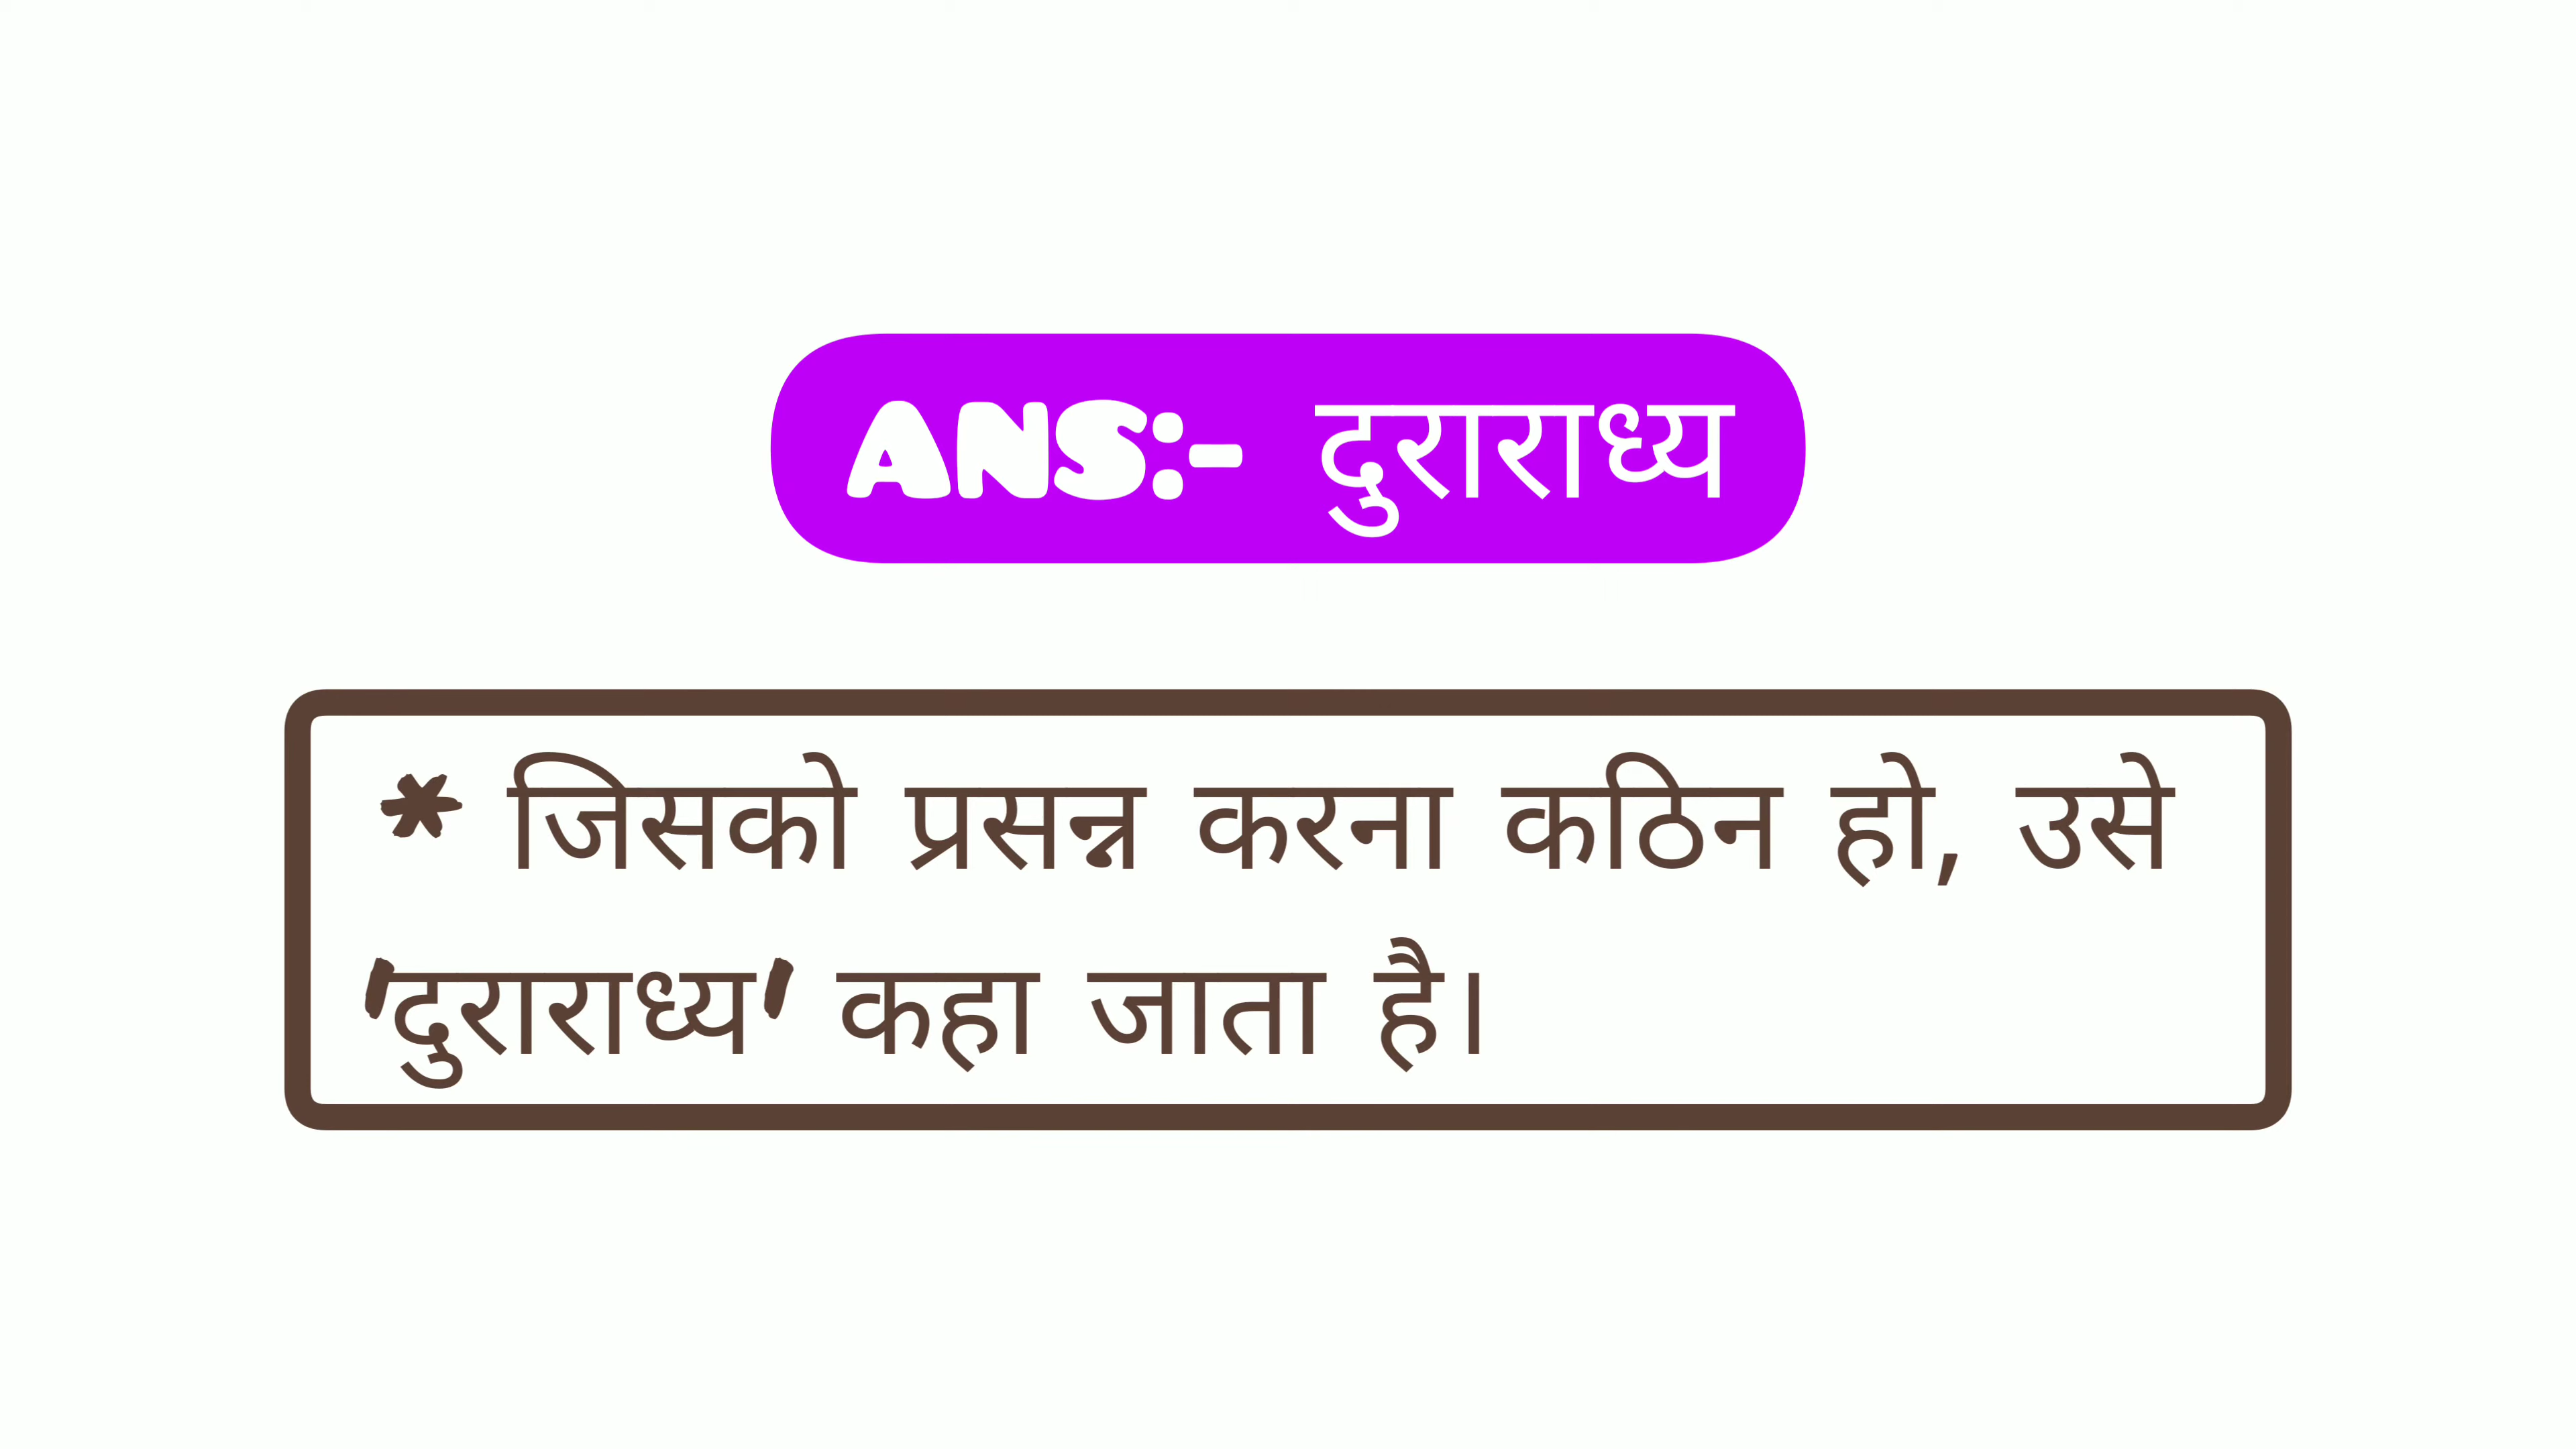 ANS:- दुराराध्य
* जिसको प्रसन्न करना कठिन हो, उसे
'दुराराध्य' कहा जाता है।